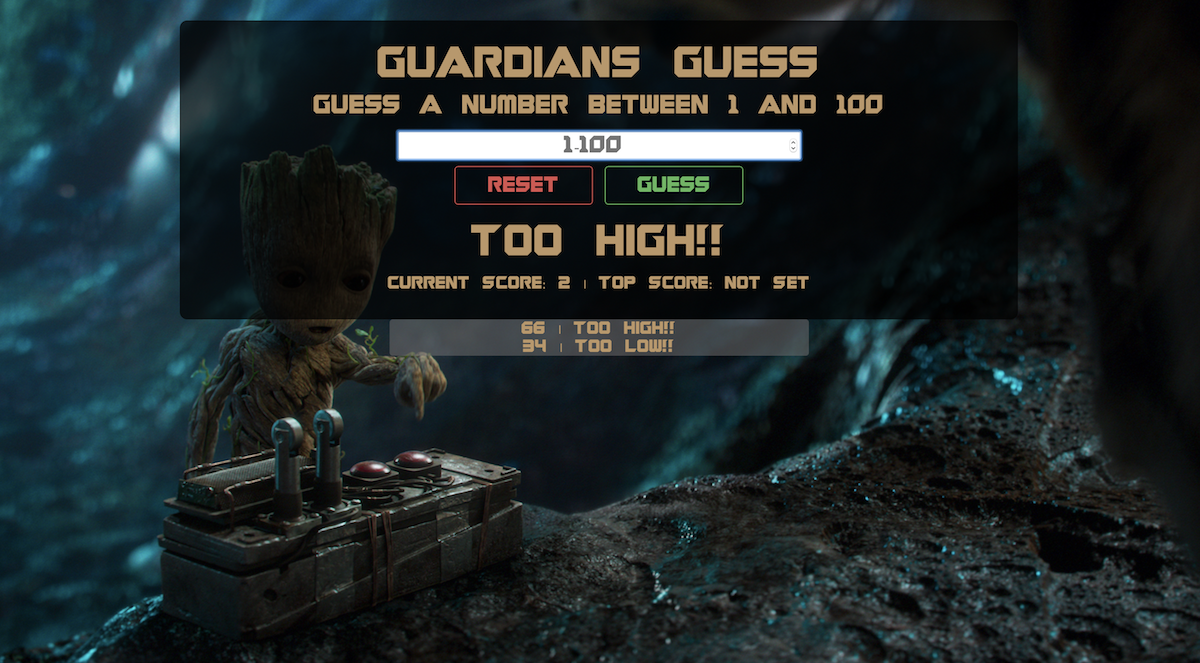 GUARDIANS GUESS
GUESS A NUMBER BETWEEN 1 AND 100
1-100
RESET GUESS
TOO HIGH!!
CURRENT SCORE: 2 | TOP SCORE: NOT SET
66 | TOO HIGH!!
34 | TOO LOW!!